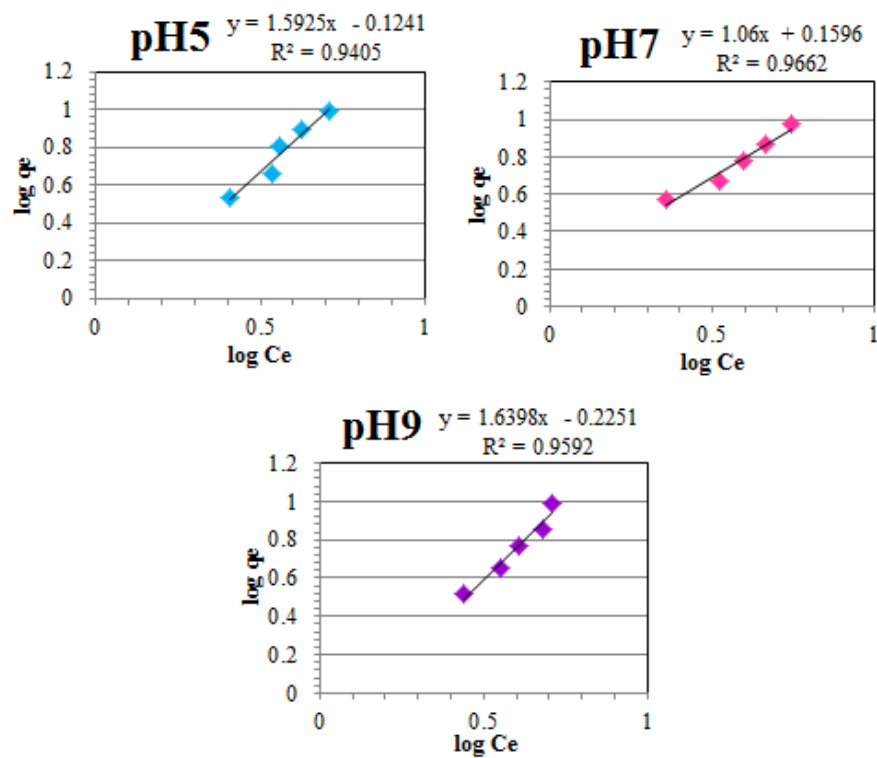 pH5 y = 1.5925x - 0.1241
R² = 0.9405
1.2
1
0.8
0.6
0.4
0.2
0
log qe
0 0.5 1
log Ce
pH7 y = 1.06x + 0.1596
R² = 0.9662
1.2
1
0.8
0.6
0.4
0.2
0
log qe
0 0.5 1
log Ce
pH9 y = 1.6398x - 0.2251
R² = 0.9592
1.2
1
0.8
0.6
0.4
0.2
0
log qe
0 0.5 1
log Ce